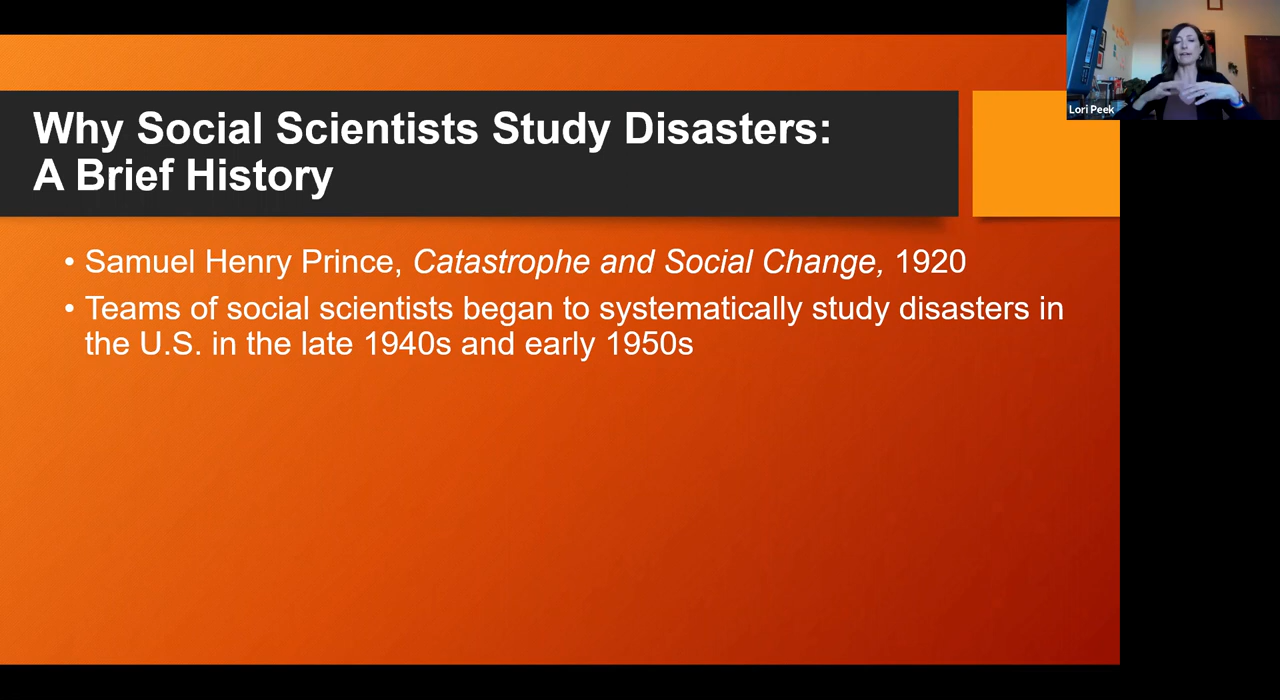 Lori Peek
Why Social Scientists Study Disasters:
A Brief History
• Samuel Henry Prince, Catastrophe and Social Change, 1920
• Teams of social scientists began to systematically study disasters in
the U.S. in the late 1940s and early 1950s